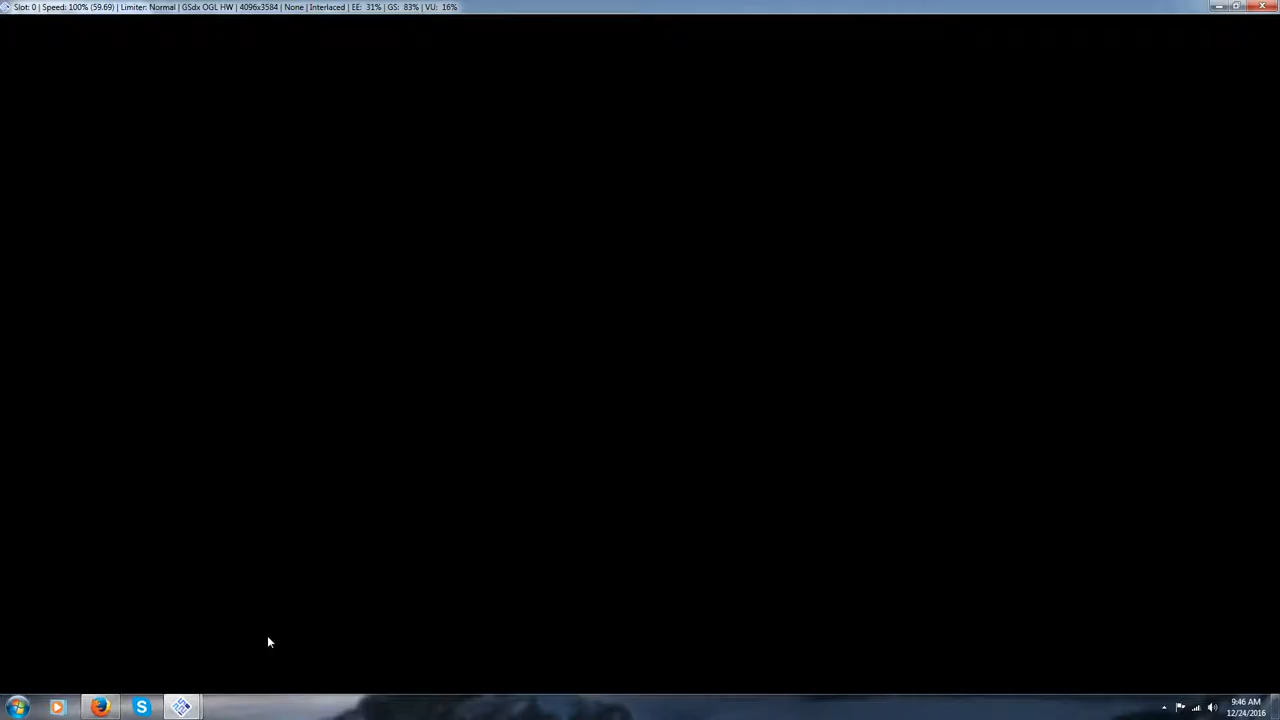 Slot: 0 | Speed: 100% (59.69) | Limiter: Normal | GSdx OGL HW | 4096x3584 | None | Interlaced | EE: 31% | GS: 83% | VU: 16%
9:46 AM
12/24/2016